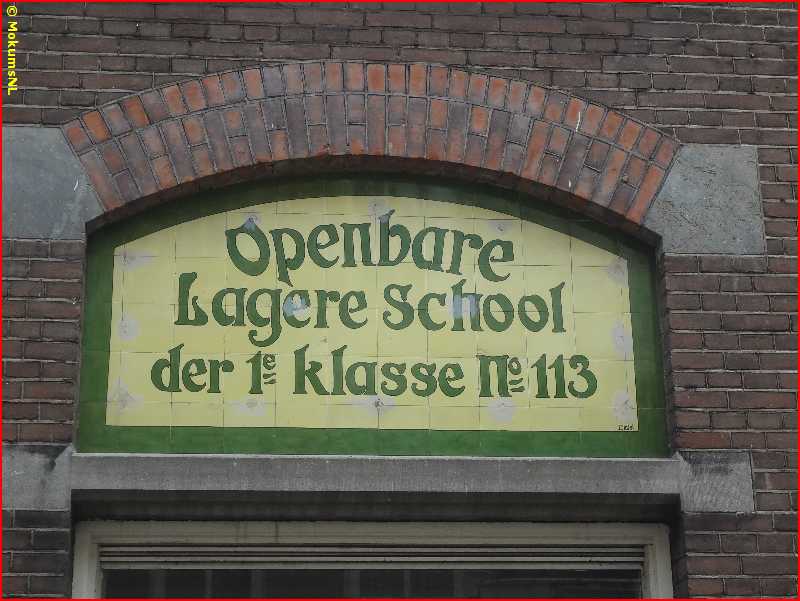 © MokumsNL
Openbare
Lagere School
der 1e klasse No 113